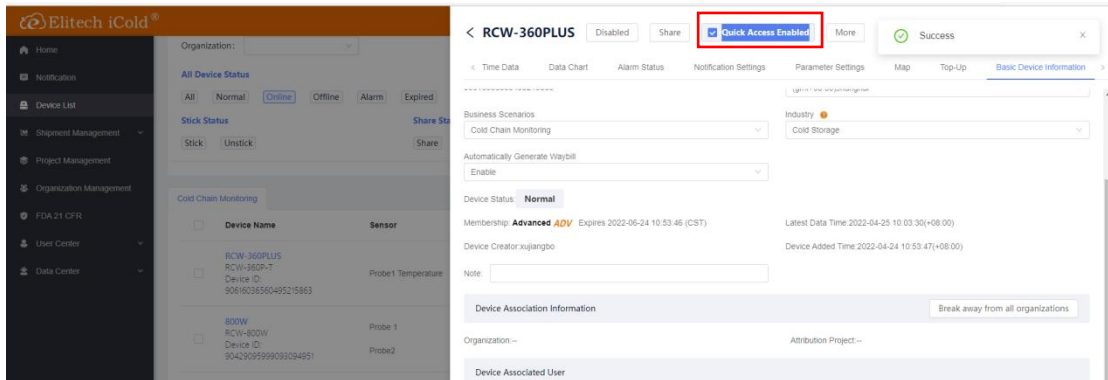 Elitech iCold®
Home
Notification
Device List
Shipment Management
Project Management
Organization Management
FDA 21 CFR
User Center
Data Center
Organization:
All Device Status
All Normal Online Offline Alarm Expired
Stick Status Share Sta
Stick Unstick Share
Cold Chain Monitoring
Device Name Sensor
RCW-360PLUS
RCW-360P-T
Device ID:
90616036560495215863
Probe1 Temperature
800W
RCW-800W
Device ID:
90429095999093094951
Probe 1
Probe2
< RCW-360PLUS Disabled Share Quick Access Enabled More
Success ×
< Time Data Data Chart Alarm Status Notification Settings Parameter Settings Map Top-Up Basic Device Information >
Business Scenarios Industry
Cold Chain Monitoring Cold Storage
Automatically Generate Waybill
Enable
Device Status: Normal
Membership: Advanced ADV Expires 2022-06-24 10:53:46 (CST) Latest Data Time:2022-04-25 10:03:30(+08:00)
Device Creator:xujiangbo Device Added Time:2022-04-24 10:53:47(+08:00)
Note:
Device Association Information Break away from all organizations
Organization:-- Attribution Project:--
Device Associated User